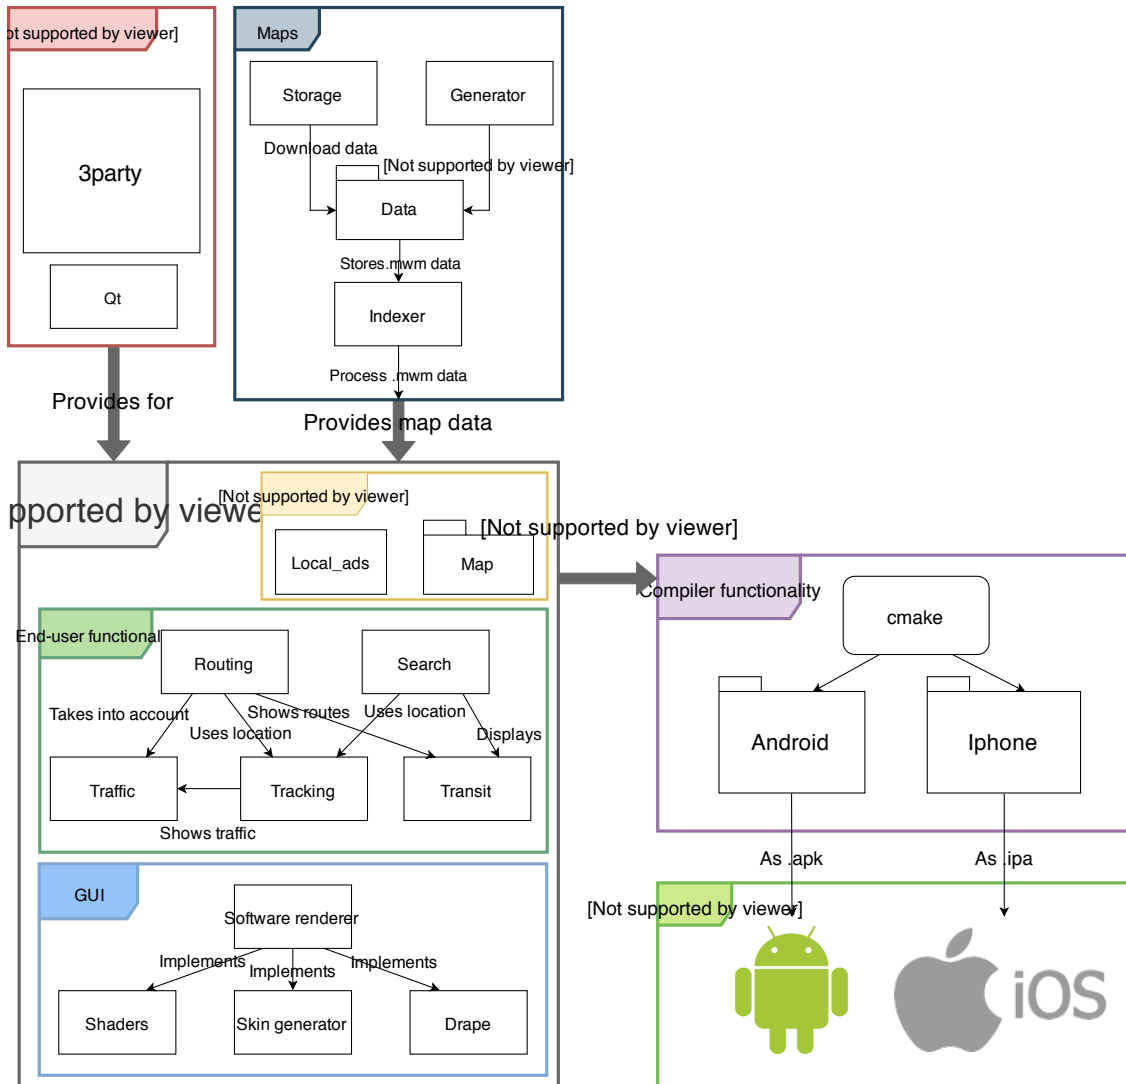 ot supported by viewer]
3party
Qt
Provides for
Maps
Storage
Generator
Download data
[Not supported by viewer]
Data
Stores.mwm data
Indexer
Process .mwm data
Provides map data
pported by viewe
[Not supported by viewer]
Local_ads
Map
[Not supported by viewer]
End-user functional
Routing
Search
Takes into account
Uses location
Shows routes
Uses location
Displays
Traffic
Tracking
Transit
Shows traffic
GUI
Software renderer
Implements
Implements
Implements
Shaders
Skin generator
Drape
Compiler functionality
cmake
Android
Iphone
As .apk
As .ipa
[Not supported by viewer]
iOS